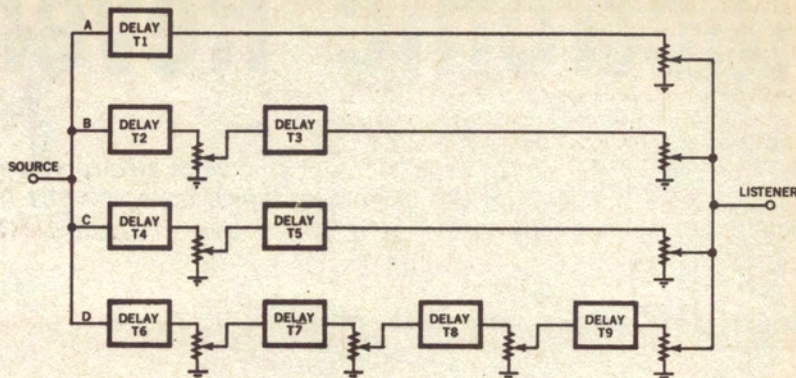 A
DELAY
T1
B
DELAY
T2
DELAY
T3
SOURCE
LISTENER
C
DELAY
T4
DELAY
T5
D
DELAY
T6
DELAY
T7
DELAY
T8
DELAY
T9